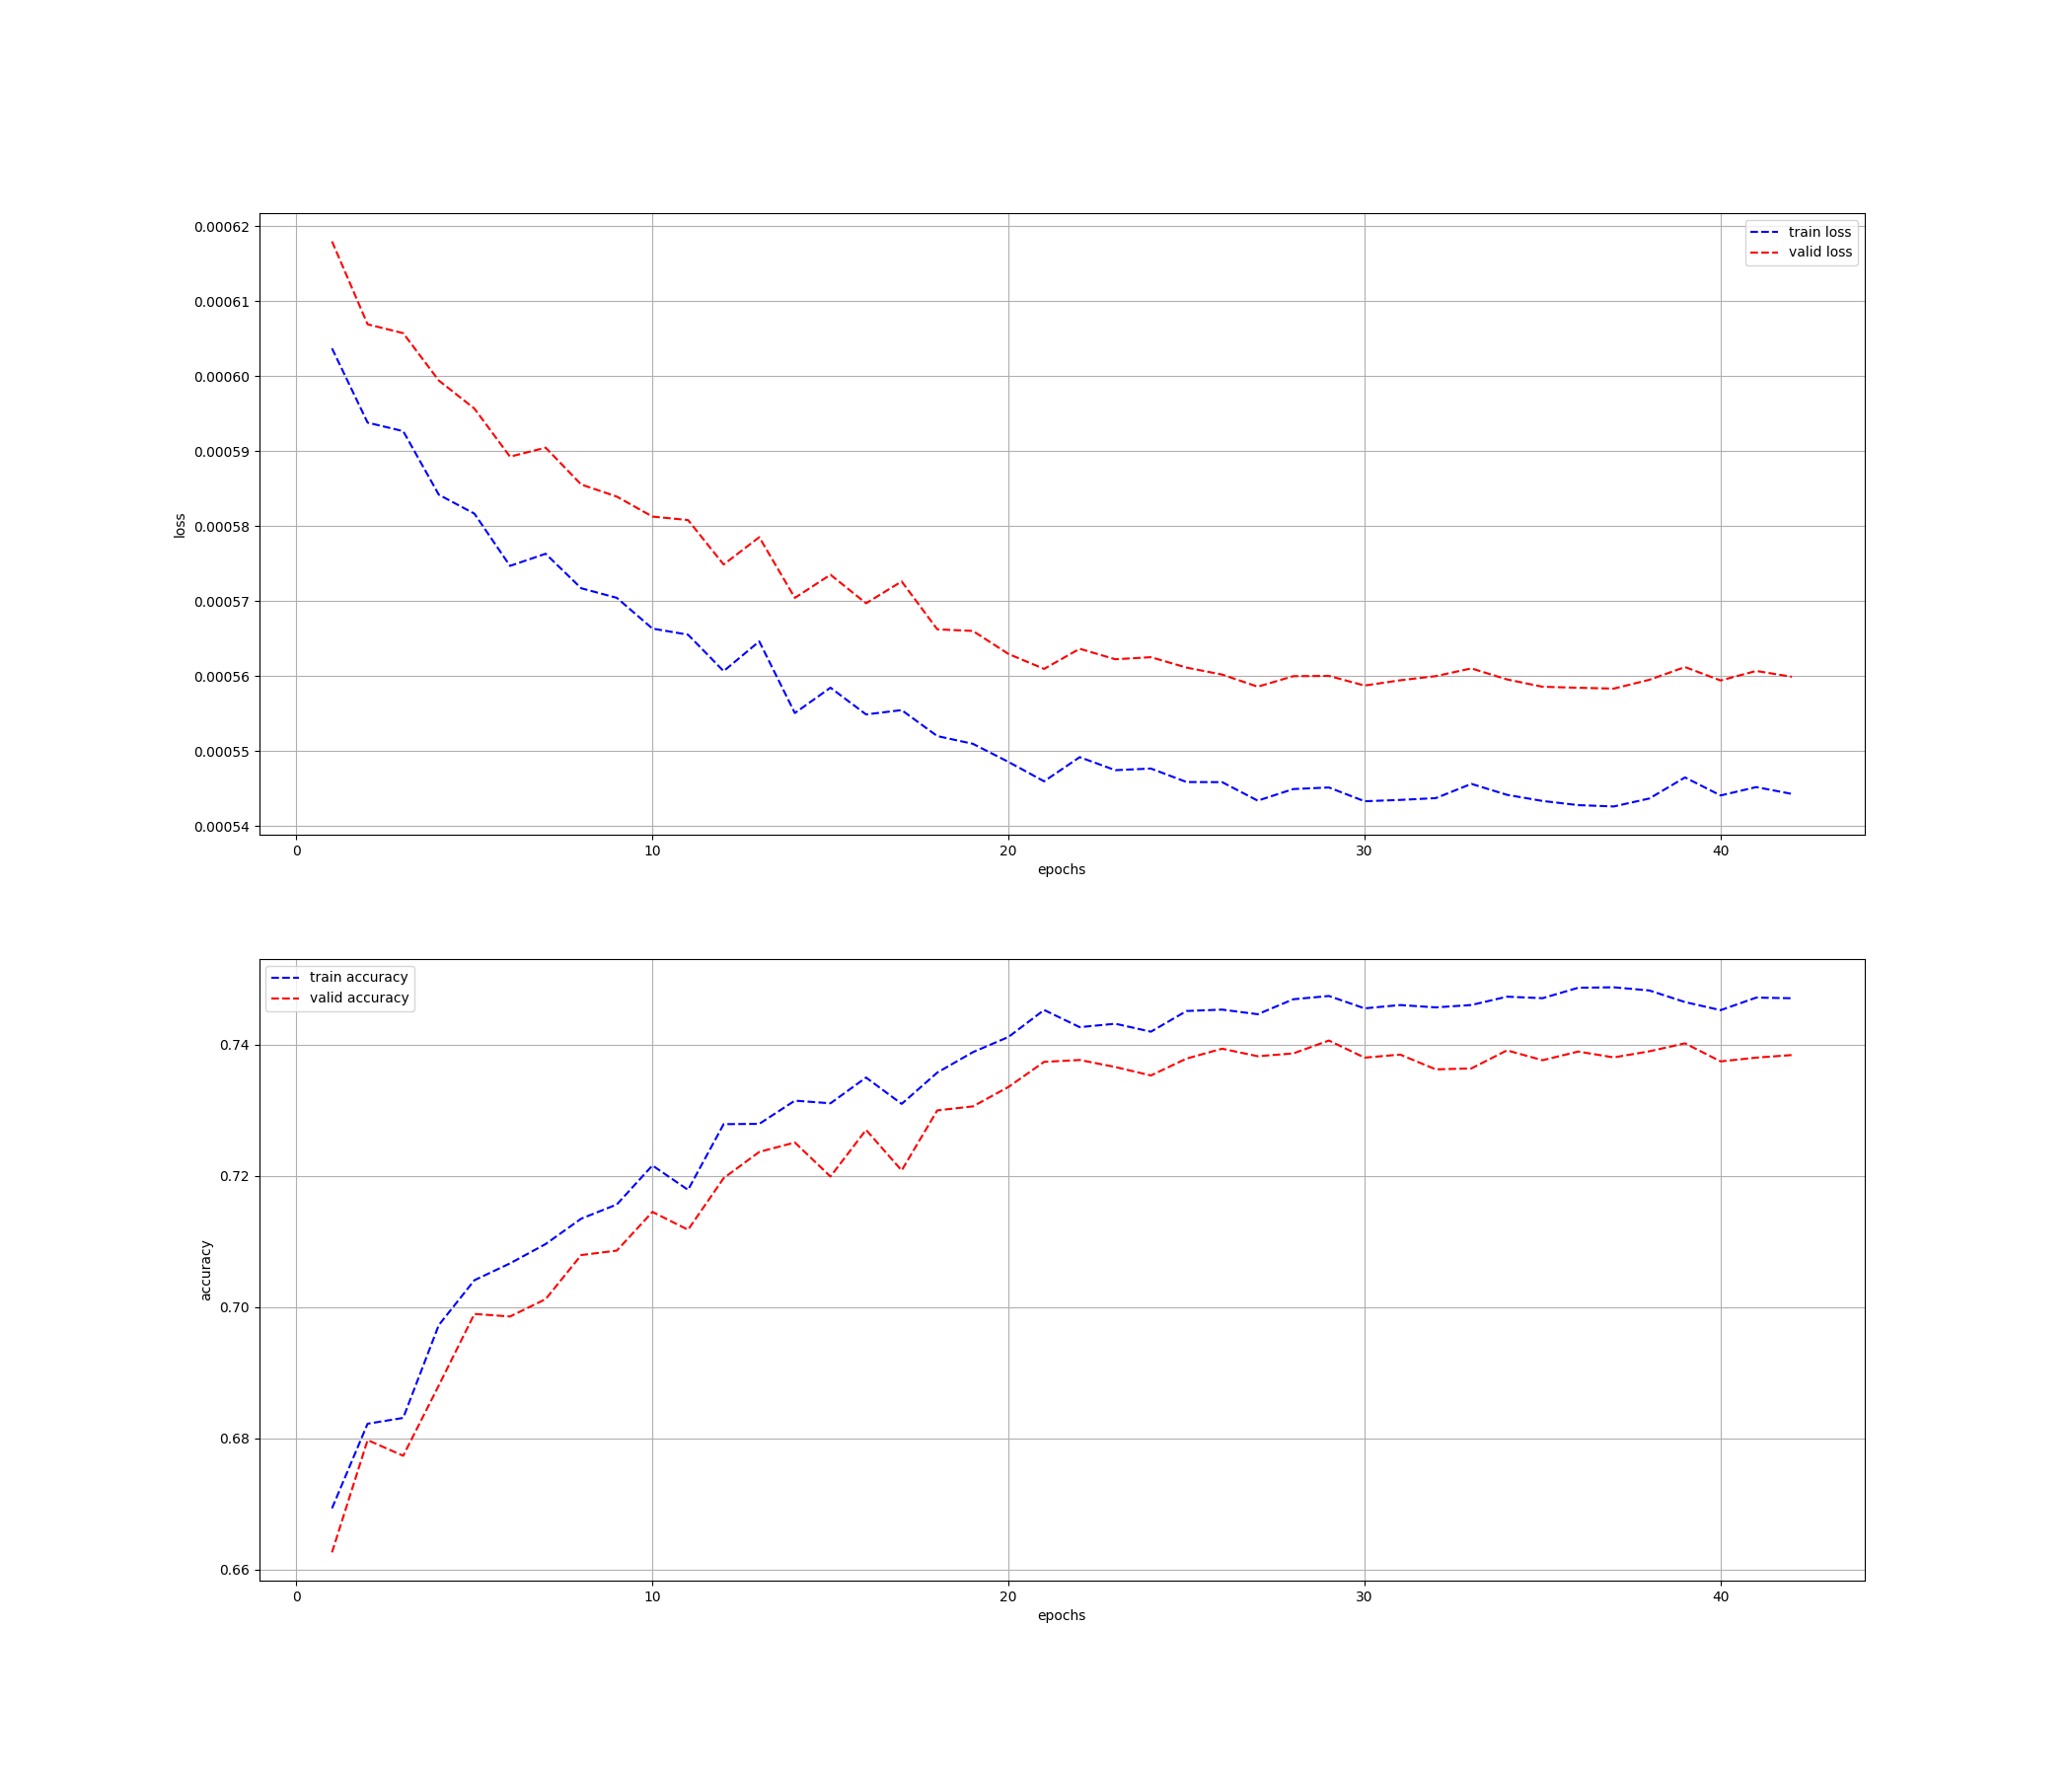 train loss
valid loss
0.00062
0.00061
0.00060
0.00059
0.00058
0.00057
0.00056
0.00055
0.00054
loss
0 10 20 30 40
epochs
train accuracy
valid accuracy
0.74
0.72
0.70
0.68
0.66
accuracy
0 10 20 30 40
epochs